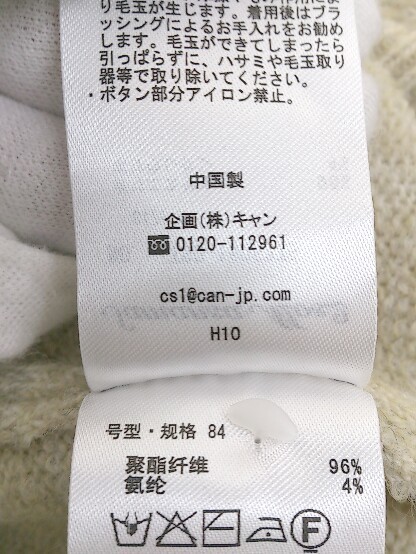 り毛玉が生じます。着用後はブラ
ッシングによるお手入れをお勧め
します。毛玉ができてしまったら
引っぱらずに、ハサミや毛玉取り
器等で取り除いてください。
・ボタン部分アイロン禁止。
中国製
企画(株)キャン
0120-112961
cs1@can-jp.com
H10
号型・规格 84
聚酯纤维 96%
氨纶 4%
F